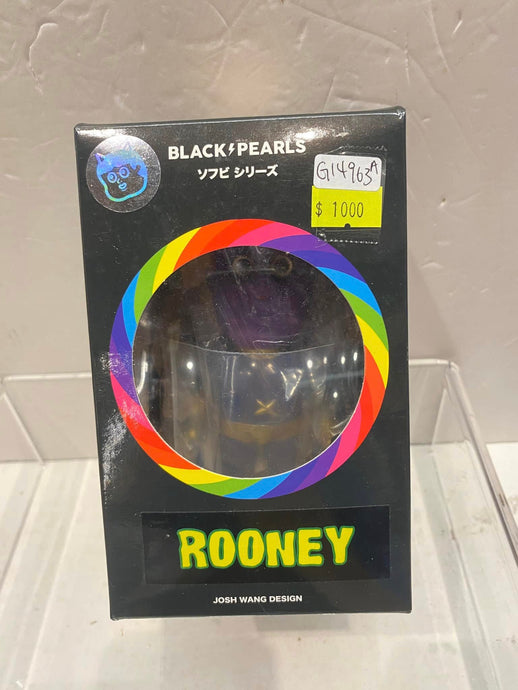 BLACK⚡PEARLS
ソフビ シリーズ
G14963A
$ 1000
ROONEY
JOSH WANG DESIGN